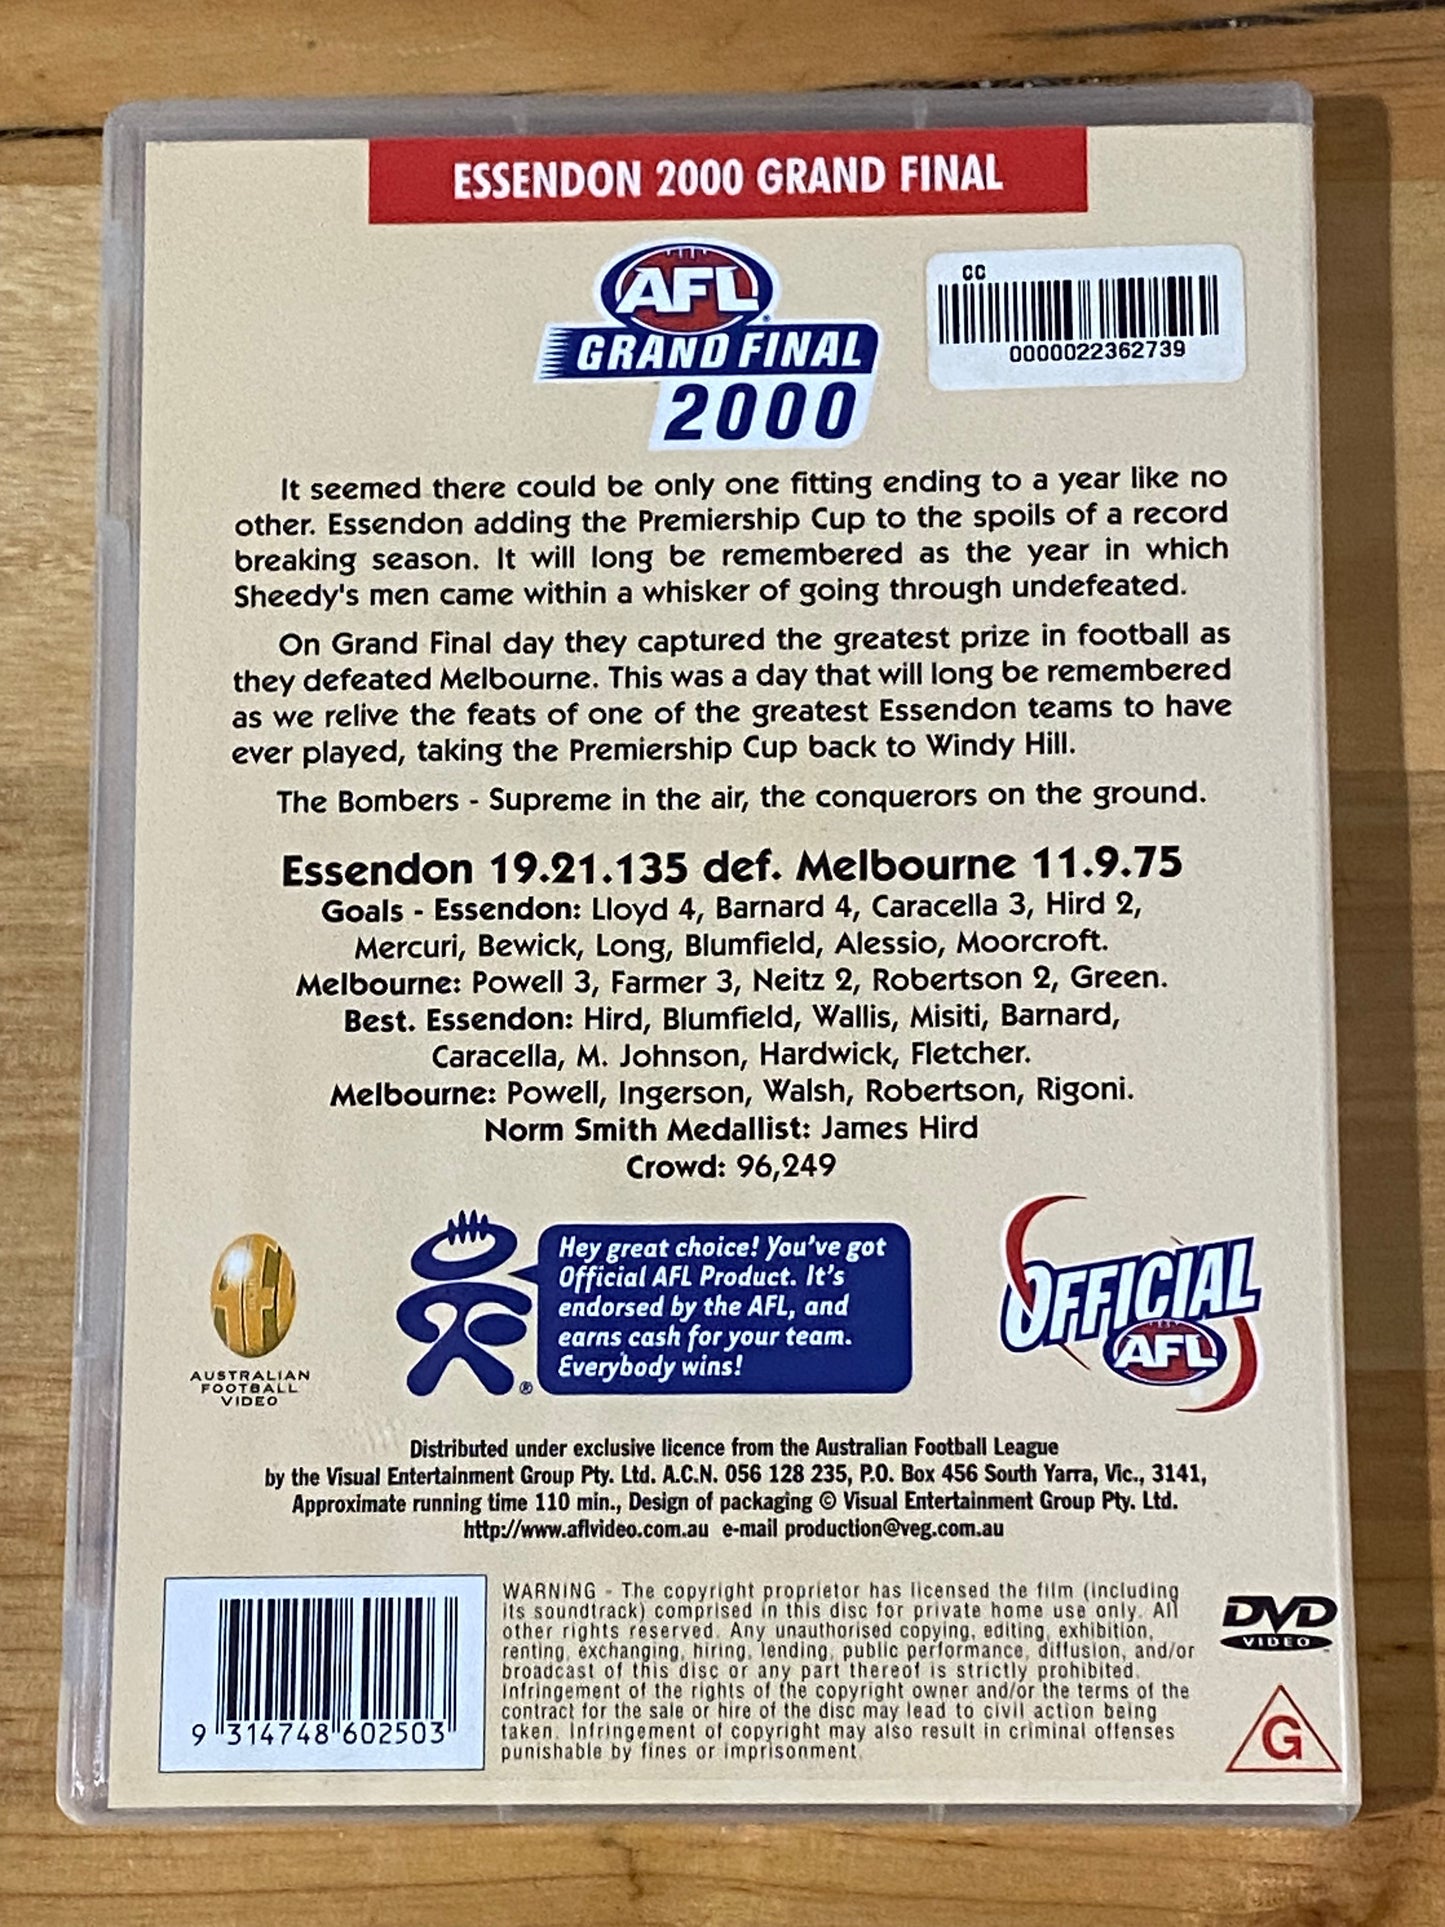 ESSENDON 2000 GRAND FINAL
AFL
GRAND FINAL
2000
CC
0000022362739
It seemed there could be only one fitting ending to a year like no
other. Essendon adding the Premiership Cup to the spoils of a record
breaking season. It will long be remembered as the year in which
Sheedy's men came within a whisker of going through undefeated.
On Grand Final day they captured the greatest prize in football as
they defeated Melbourne. This was a day that will long be remembered
as we relive the feats of one of the greatest Essendon teams to have
ever played, taking the Premiership Cup back to Windy Hill.
The Bombers - Supreme in the air, the conquerors on the ground.
Essendon 19.21.135 def. Melbourne 11.9.75
Goals - Essendon: Lloyd 4, Barnard 4, Caracella 3, Hird 2,
Mercuri, Bewick, Long, Blumfield, Alessio, Moorcroft.
Melbourne: Powell 3, Farmer 3, Neitz 2, Robertson 2, Green.
Best. Essendon: Hird, Blumfield, Wallis, Misiti, Barnard,
Caracella, M. Johnson, Hardwick, Fletcher.
Melbourne: Powell, Ingerson, Walsh, Robertson, Rigoni.
Norm Smith Medallist: James Hird
Crowd: 96,249
AFV
AUSTRALIAN
FOOTBALL
VIDEO
®
Hey great choice! You've got
Official AFL Product. It's
endorsed by the AFL, and
earns cash for your team.
Everybody wins!
OFFICIAL
AFL
Distributed under exclusive licence from the Australian Football League
by the Visual Entertainment Group Pty. Ltd. A.C.N. 056 128 235, P.O. Box 456 South Yarra, Vic., 3141,
Approximate running time 110 min., Design of packaging © Visual Entertainment Group Pty. Ltd.
http://www.aflvideo.com.au e-mail production@veg.com.au
9 314748 602503
WARNING - The copyright proprietor has licensed the film (including
its soundtrack) comprised in this disc for private home use only. All
other rights reserved. Any unauthorised copying, editing, exhibition,
renting, exchanging, hiring, lending, public performance, diffusion, and/or
broadcast of this disc or any part thereof is strictly prohibited.
Infringement of the rights of the copyright owner and/or the terms of the
contract for the sale or hire of the disc may lead to civil action being
taken. Infringement of copyright may also result in criminal offenses
punishable by fines or imprisonment.
DVD
VIDEO
G